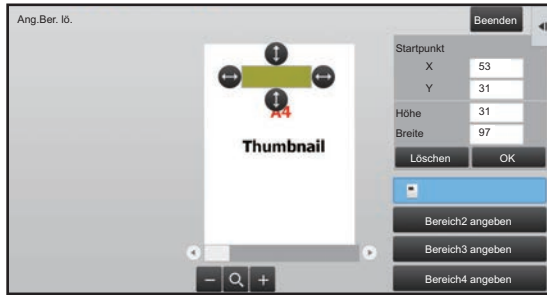 Ang.Ber. lö.
Beenden
A4
Thumbnail
Startpunkt
X 53
Y 31
Höhe 31
Breite 97
Löschen OK
Bereich2 angeben
Bereich3 angeben
Bereich4 angeben